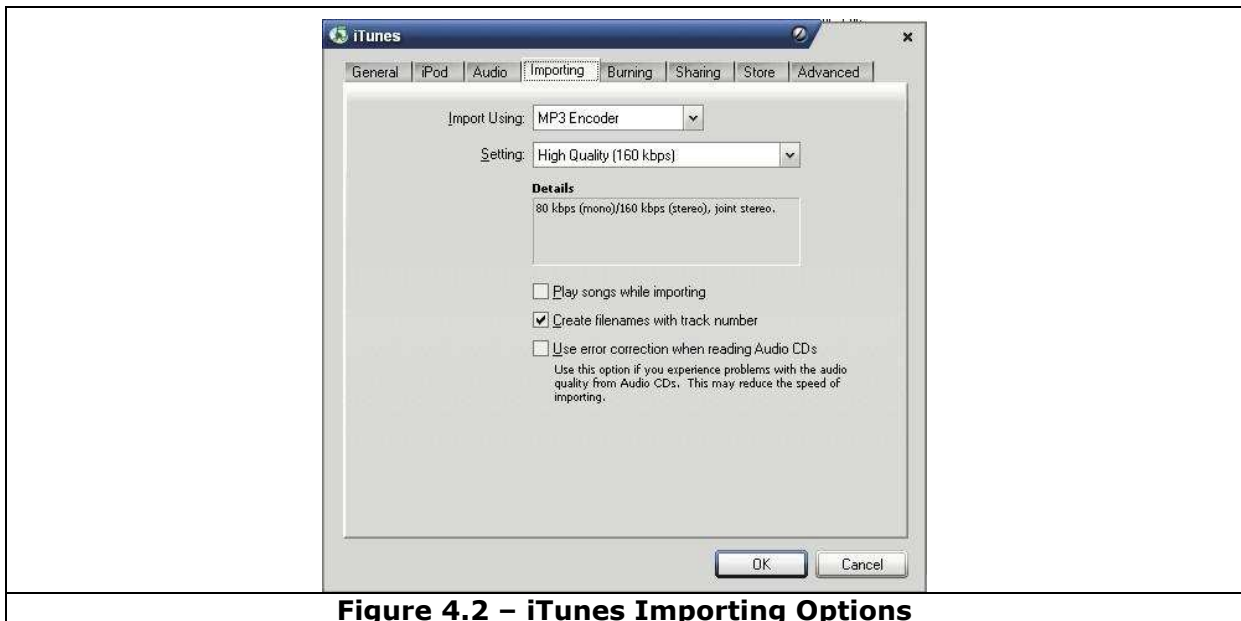 iTunes
General iPod Audio Importing Burning Sharing Store Advanced
Import Using: MP3 Encoder
Setting: High Quality (160 kbps)
Details
80 kbps (mono)/160 kbps (stereo), joint stereo.
Play songs while importing
Create filenames with track number
Use error correction when reading Audio CDs
Use this option if you experience problems with the audio
quality from Audio CDs. This may reduce the speed of
importing.
OK Cancel
Figure 4.2 – iTunes Importing Options